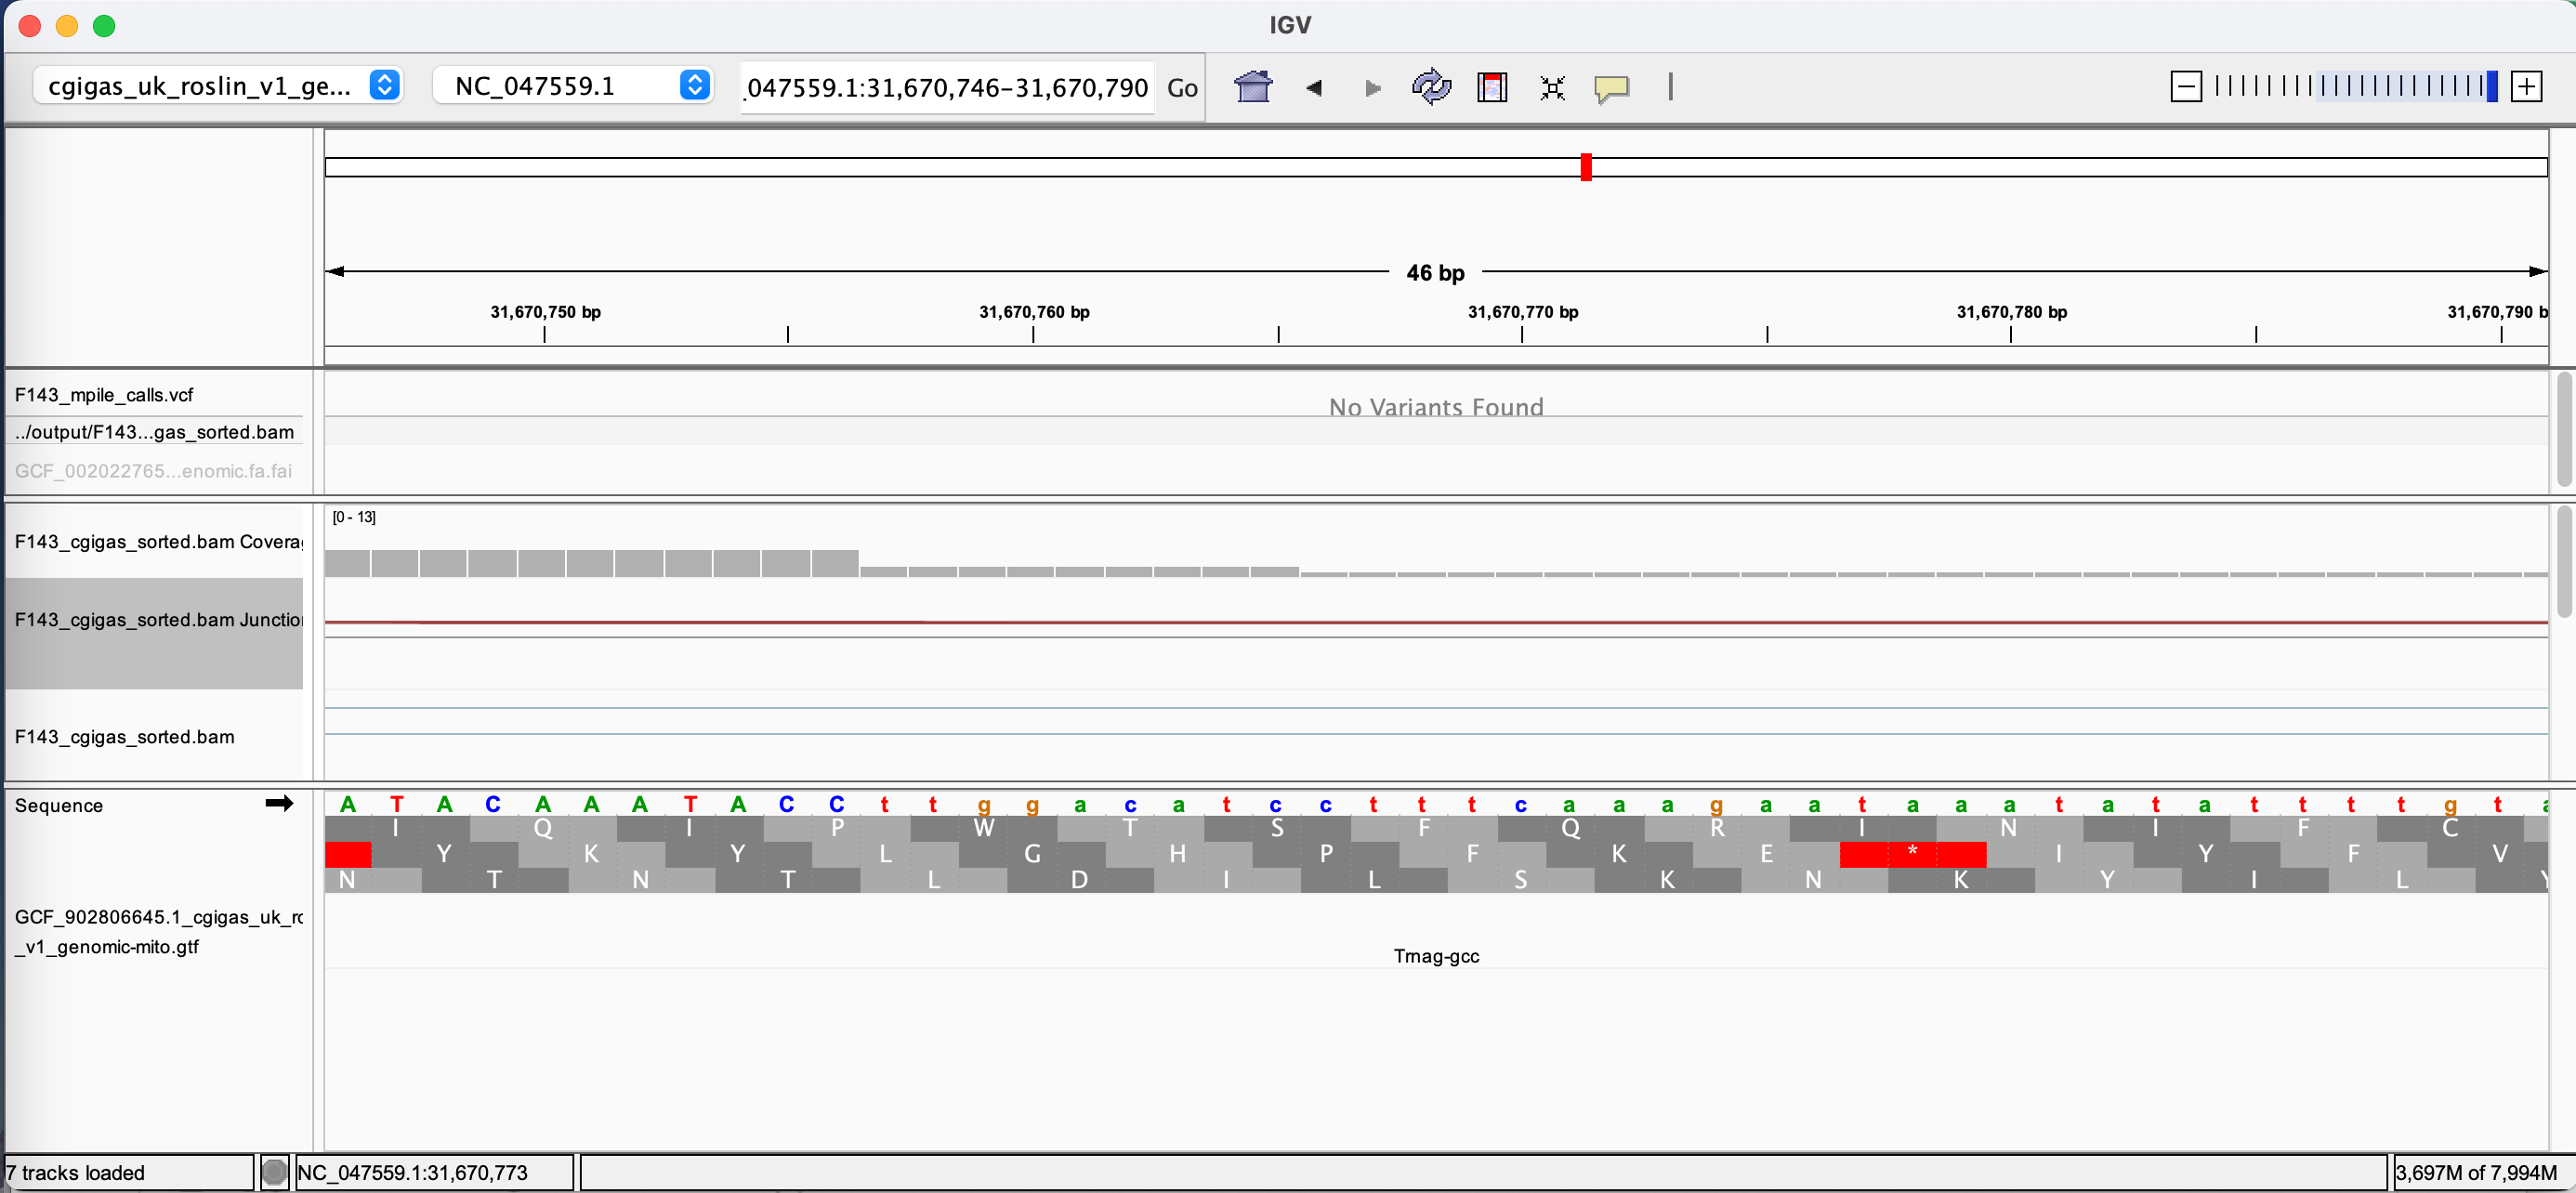 IGV
cgigas_uk_roslin_v1_ge... NC_047559.1 .047559.1:31,670,746-31,670,790 Go
46 bp
31,670,750 bp 31,670,760 bp 31,670,770 bp 31,670,780 bp 31,670,790 b
F143_mpile_calls.vcf
No Variants Found
../output/F143...gas_sorted.bam
GCF_002022765...enomic.fa.fai
[0 - 13]
F143_cgigas_sorted.bam Covera
F143_cgigas_sorted.bam Junctio
F143_cgigas_sorted.bam
Sequence A T A C A A A T A C C t t g g a c a t c c t t t c a a a g a a t a a a t a t a t t t t g t a
I Q I P W T S F Q R I N I F C
Y K Y L G H P F K E * I Y F V
N T N T L D I L S K N K Y I L Y
GCF_902806645.1_cgigas_uk_ro
_v1_genomic-mito.gtf
Trnag-gcc
7 tracks loaded NC_047559.1:31,670,773 3,697M of 7,994M